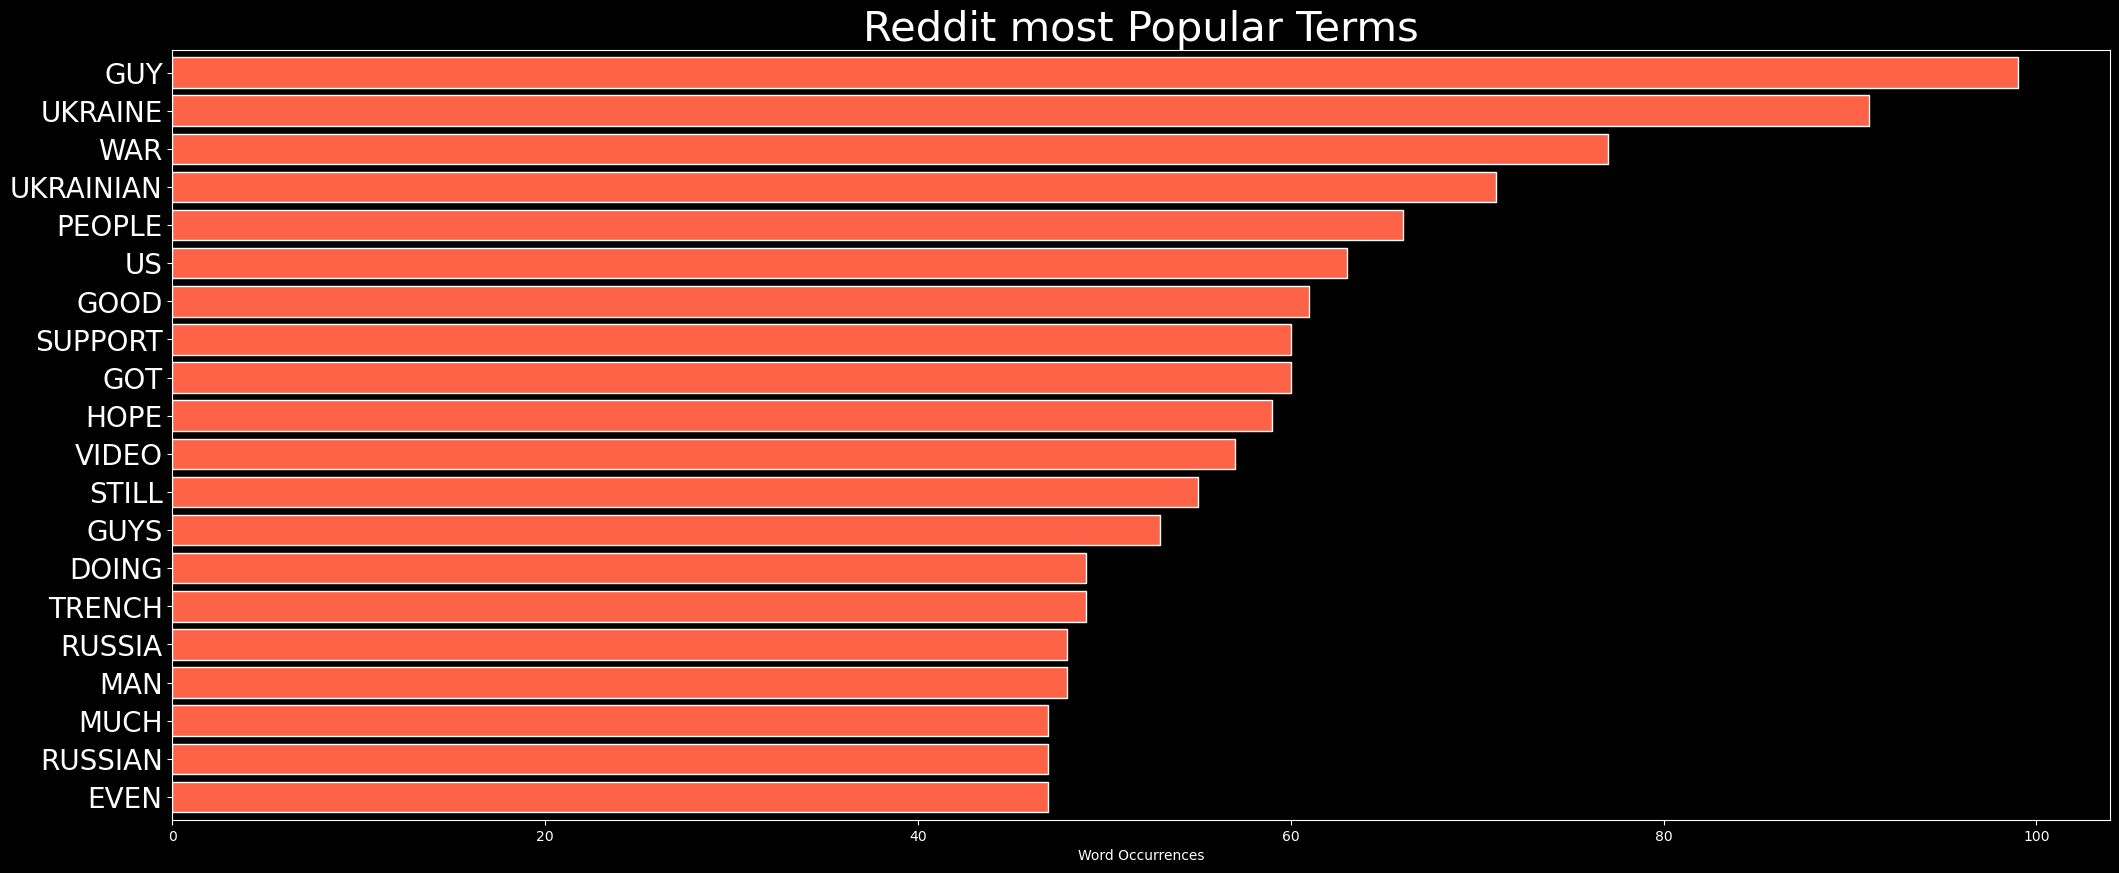 Reddit most Popular Terms
GUY
UKRAINE
WAR
UKRAINIAN
PEOPLE
US
GOOD
SUPPORT
GOT
HOPE
VIDEO
STILL
GUYS
DOING
TRENCH
RUSSIA
MAN
MUCH
RUSSIAN
EVEN
0 20 40 60 80 100
Word Occurrences